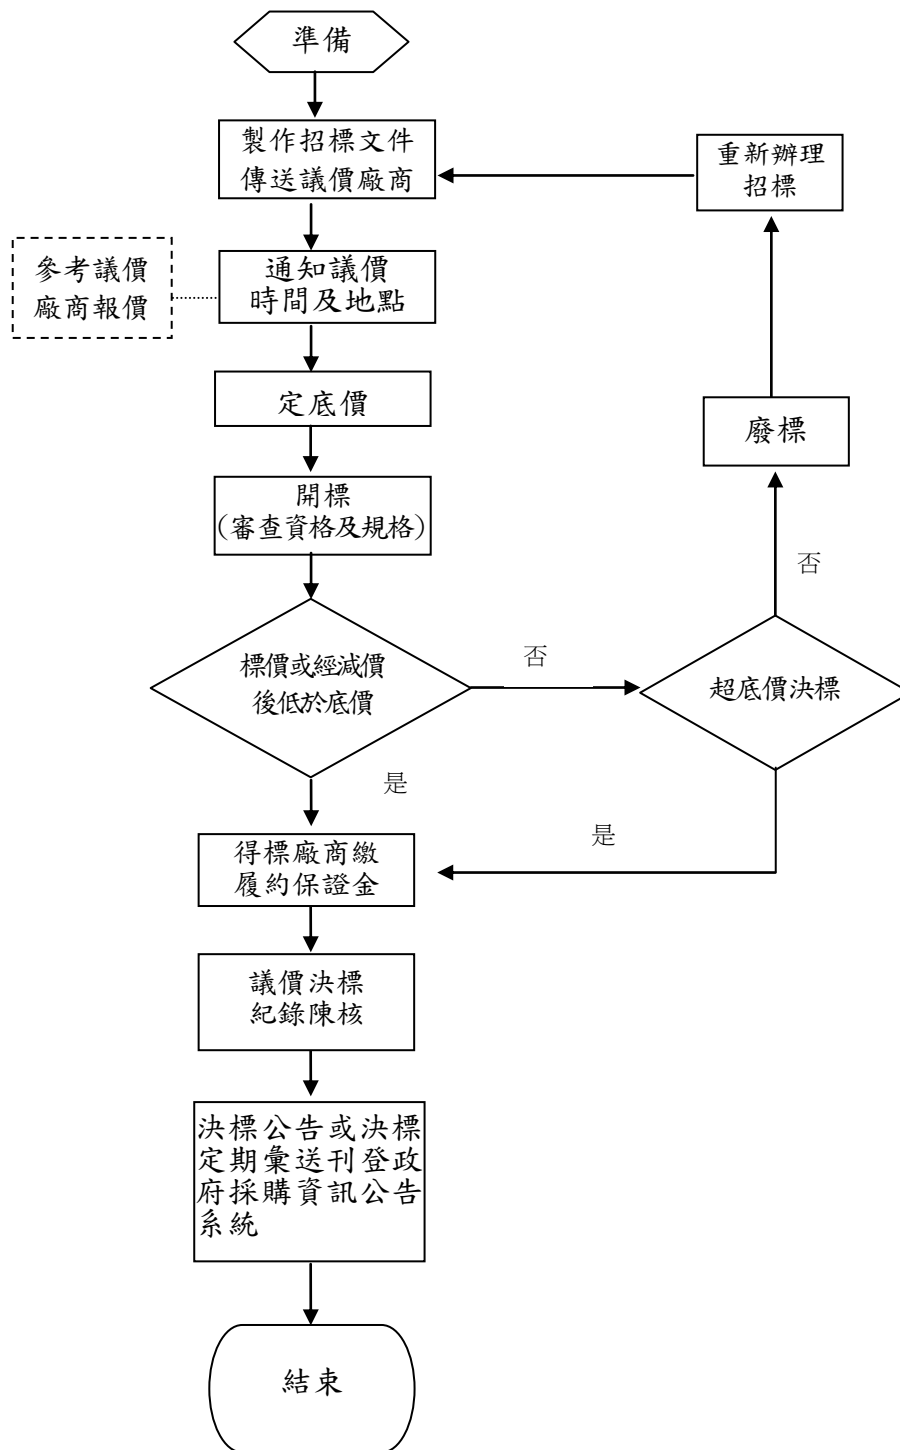 準備
製作招標文件
傳送議價廠商
重新辦理
招標
參考議價
廠商報價
通知議價
時間及地點
定底價
廢標
開標
(審查資格及規格)
否
標價或經減價
後低於底價
否
超底價決標
是
是
得標廠商繳
履約保證金
議價決標
紀錄陳核
決標公告或決標
定期彙送刊登政
府採購資訊公告
系統
結束